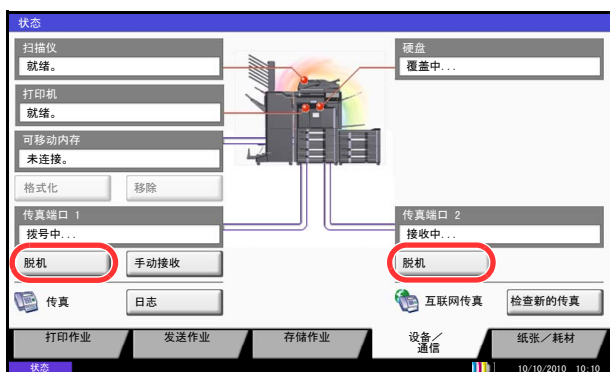 状态
扫描仪
就绪。
硬盘
覆盖中...
打印机
就绪。
可移动内存
未连接。
格式化
移除
传真端口 1
拨号中...
传真端口 2
接收中...
脱机
手动接收
脱机
传真
日志
互联网传真
检查新的传真
打印作业
发送作业
存储作业
设备／
通信
纸张／耗材
状态
10/10/2010 10:10